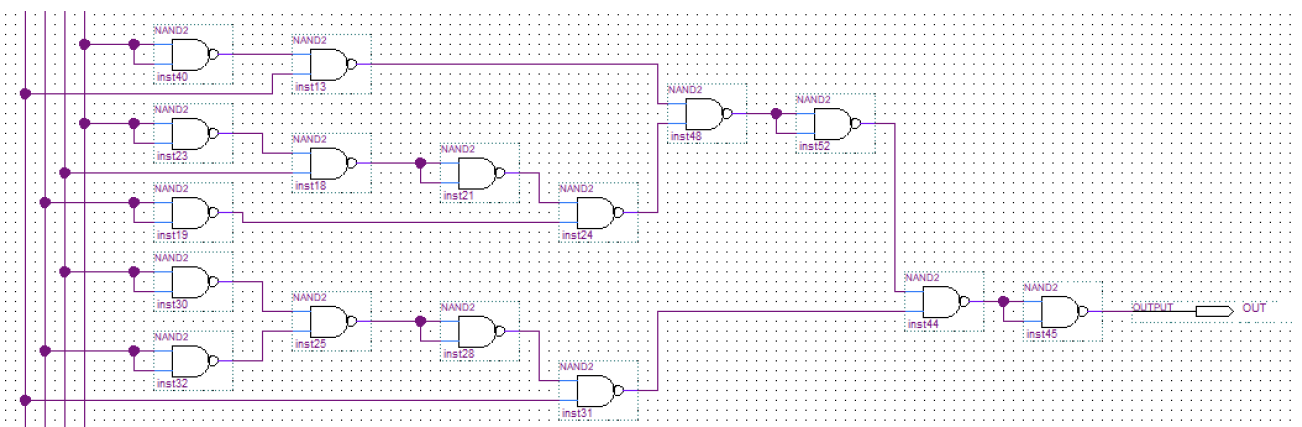 NAND2
inst40
NAND2
inst13
NAND2
inst48
NAND2
inst52
NAND2
inst23
NAND2
inst18
NAND2
inst21
NAND2
inst24
NAND2
inst19
NAND2
inst30
NAND2
inst25
NAND2
inst28
NAND2
inst32
NAND2
inst31
NAND2
inst44
NAND2
inst45
OUTPUT OUT